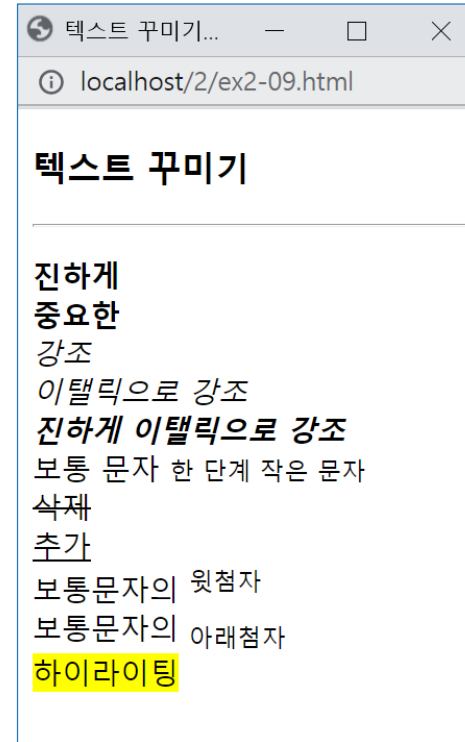 텍스트 꾸미기...
localhost/2/ex2-09.html
텍스트 꾸미기
진하게
중요한
강조
이탤릭으로 강조
진하게 이탤릭으로 강조
보통 문자 한 단계 작은 문자
삭제
추가
보통문자의 윗첨자
보통문자의 아래첨자
하이라이팅